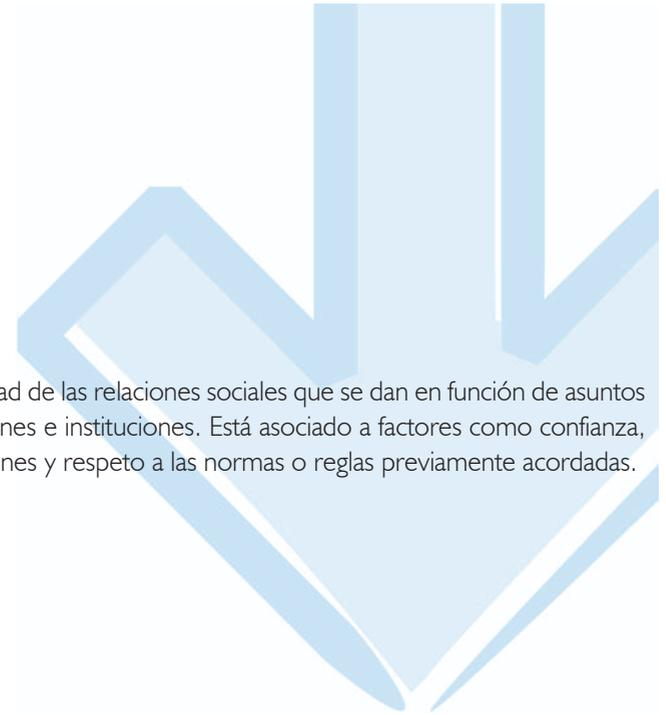 ad de las relaciones sociales que se dan en función de asuntos
nes e instituciones. Está asociado a factores como confianza,
nes y respeto a las normas o reglas previamente acordadas.